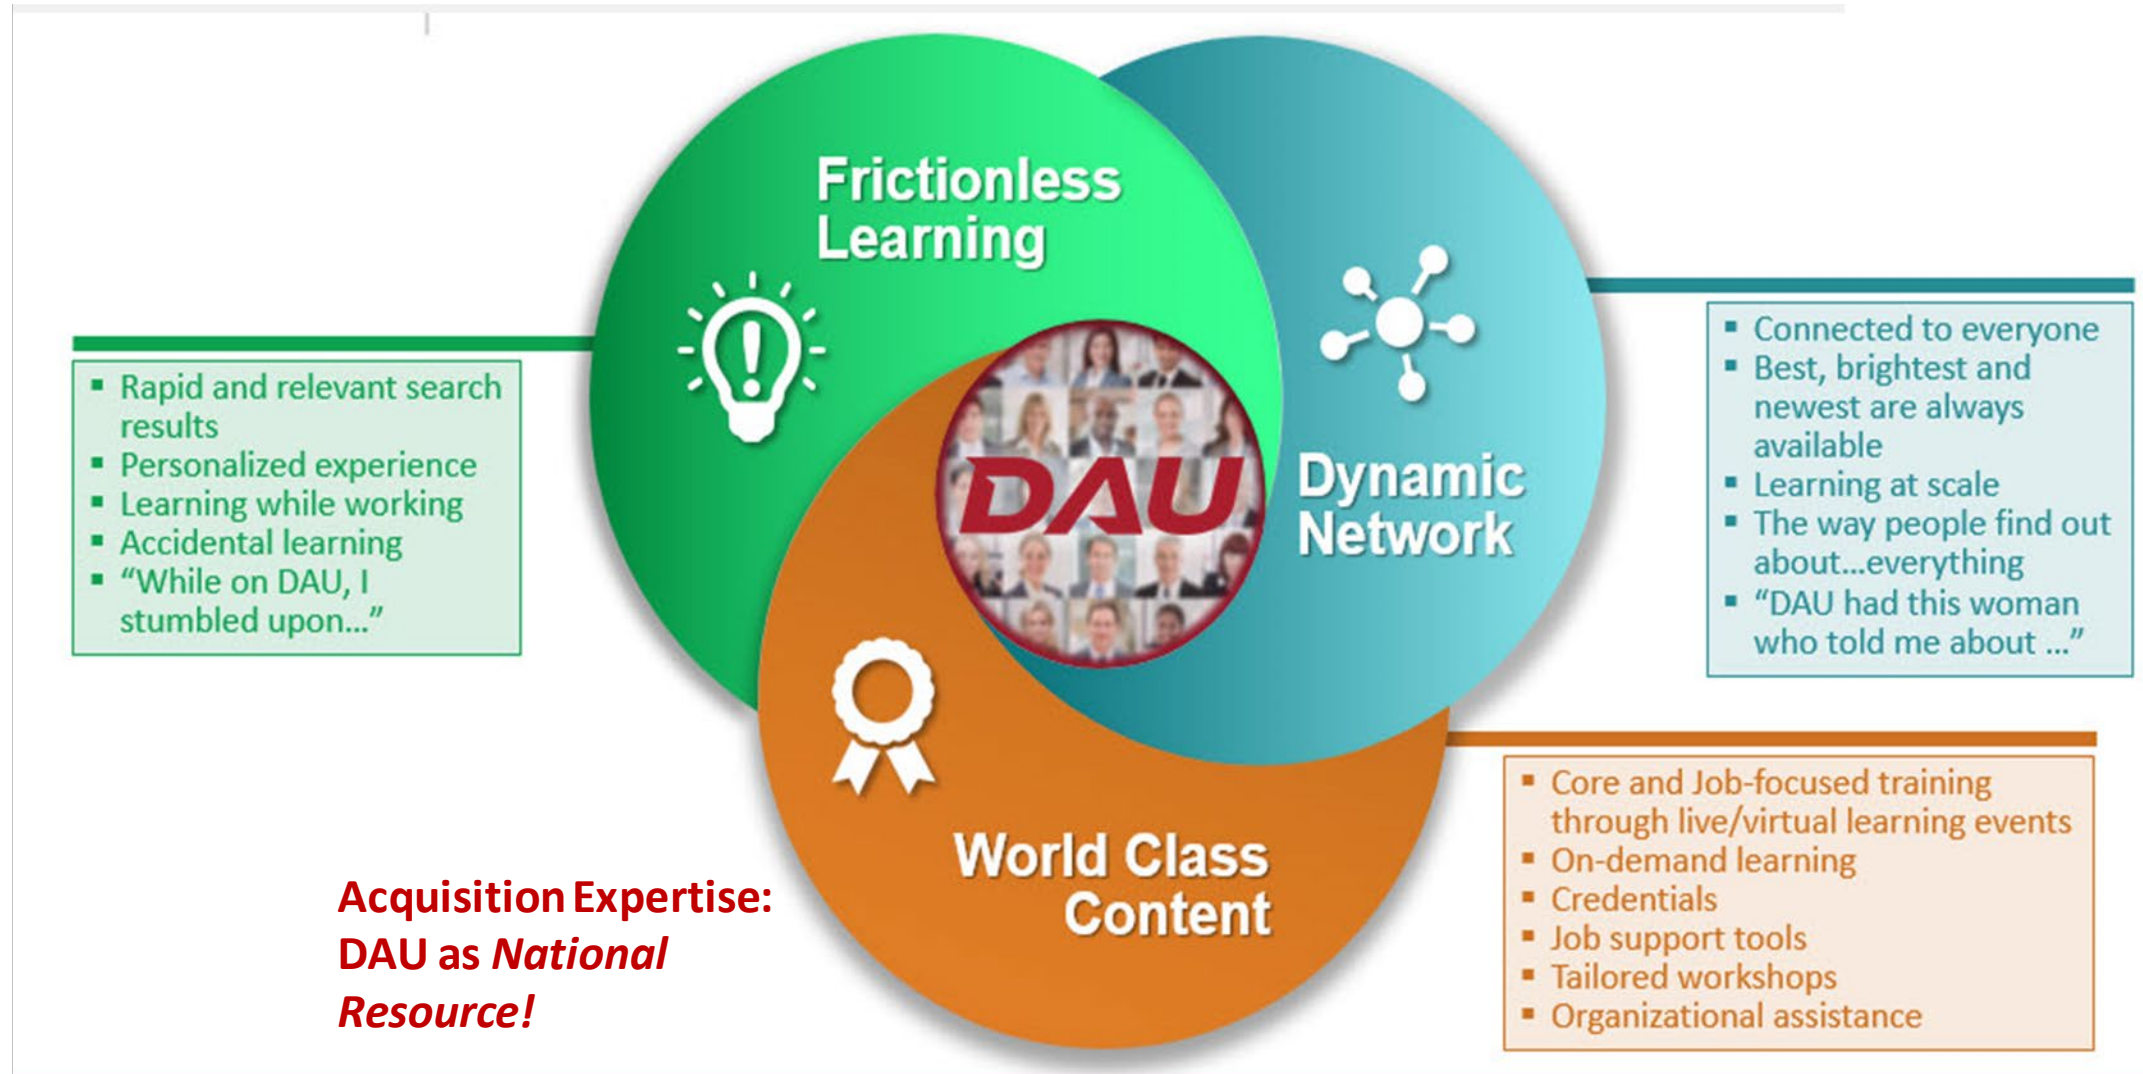 Frictionless
Learning
▪ Rapid and relevant search
results
▪ Personalized experience
▪ Learning while working
▪ Accidental learning
▪ “While on DAU, I
stumbled upon...”
DAU
Dynamic
Network
▪ Connected to everyone
▪ Best, brightest and
newest are always
available
▪ Learning at scale
▪ The way people find out
about...everything
▪ “DAU had this woman
who told me about ...”
World Class
Content
▪ Core and Job-focused training
through live/virtual learning events
▪ On-demand learning
▪ Credentials
▪ Job support tools
▪ Tailored workshops
▪ Organizational assistance
Acquisition Expertise:
DAU as National
Resource!